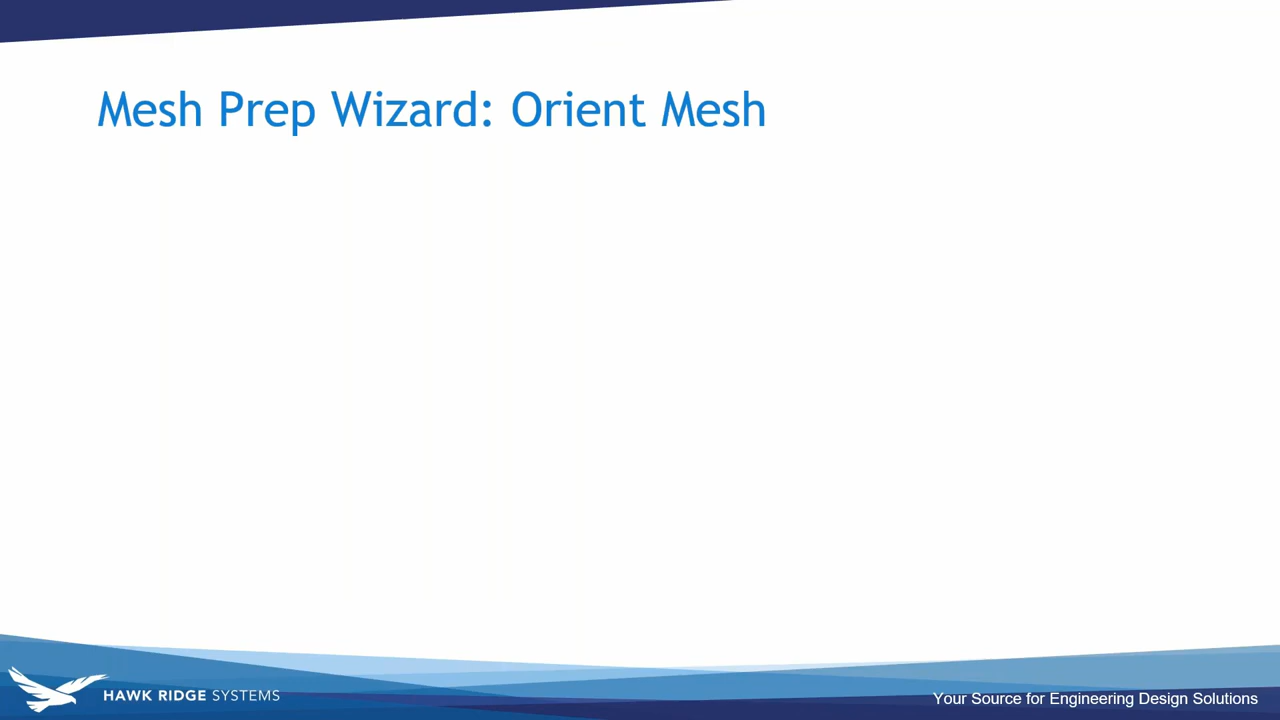 Mesh Prep Wizard: Orient Mesh
HAWK RIDGE SYSTEMS
Your Source for Engineering Design Solutions